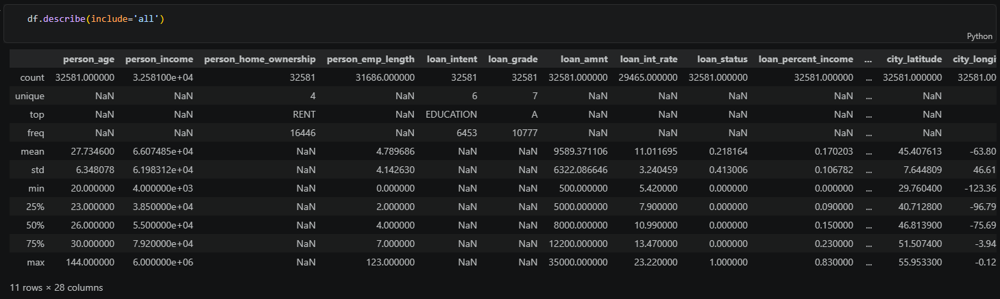 df.describe(include='all')
Python
person_age person_income person_home_ownership person_emp_length loan_intent loan_grade loan_amnt loan_int_rate loan_status loan_percent_income ... city_latitude city_longi
count 32581.000000 3.258100e+04 32581 31686.000000 32581 32581 32581.000000 29465.000000 32581.000000 32581.000000 ... 32581.000000 32581.00
unique NaN NaN 4 NaN 6 7 NaN NaN NaN NaN ... NaN
top NaN NaN RENT NaN EDUCATION A NaN NaN NaN NaN ... NaN
freq NaN NaN 16446 NaN 6453 10777 NaN NaN NaN NaN ... NaN
mean 27.734600 6.607485e+04 NaN 4.789686 NaN NaN 9589.371106 11.011695 0.218164 0.170203 ... 45.407613 -63.80
std 6.348078 6.198312e+04 NaN 4.142630 NaN NaN 6322.086646 3.240459 0.413006 0.106782 ... 7.644809 46.61
min 20.000000 4.000000e+03 NaN 0.000000 NaN NaN 500.000000 5.420000 0.000000 0.000000 ... 29.760400 -123.36
25% 23.000000 3.850000e+04 NaN 2.000000 NaN NaN 5000.000000 7.900000 0.000000 0.090000 ... 40.712800 -96.79
50% 26.000000 5.500000e+04 NaN 4.000000 NaN NaN 8000.000000 10.990000 0.000000 0.150000 ... 46.813900 -75.69
75% 30.000000 7.920000e+04 NaN 7.000000 NaN NaN 12200.000000 13.470000 0.000000 0.230000 ... 51.507400 -3.94
max 144.000000 6.000000e+06 NaN 123.000000 NaN NaN 35000.000000 23.220000 1.000000 0.830000 ... 55.953300 -0.12
11 rows × 28 columns